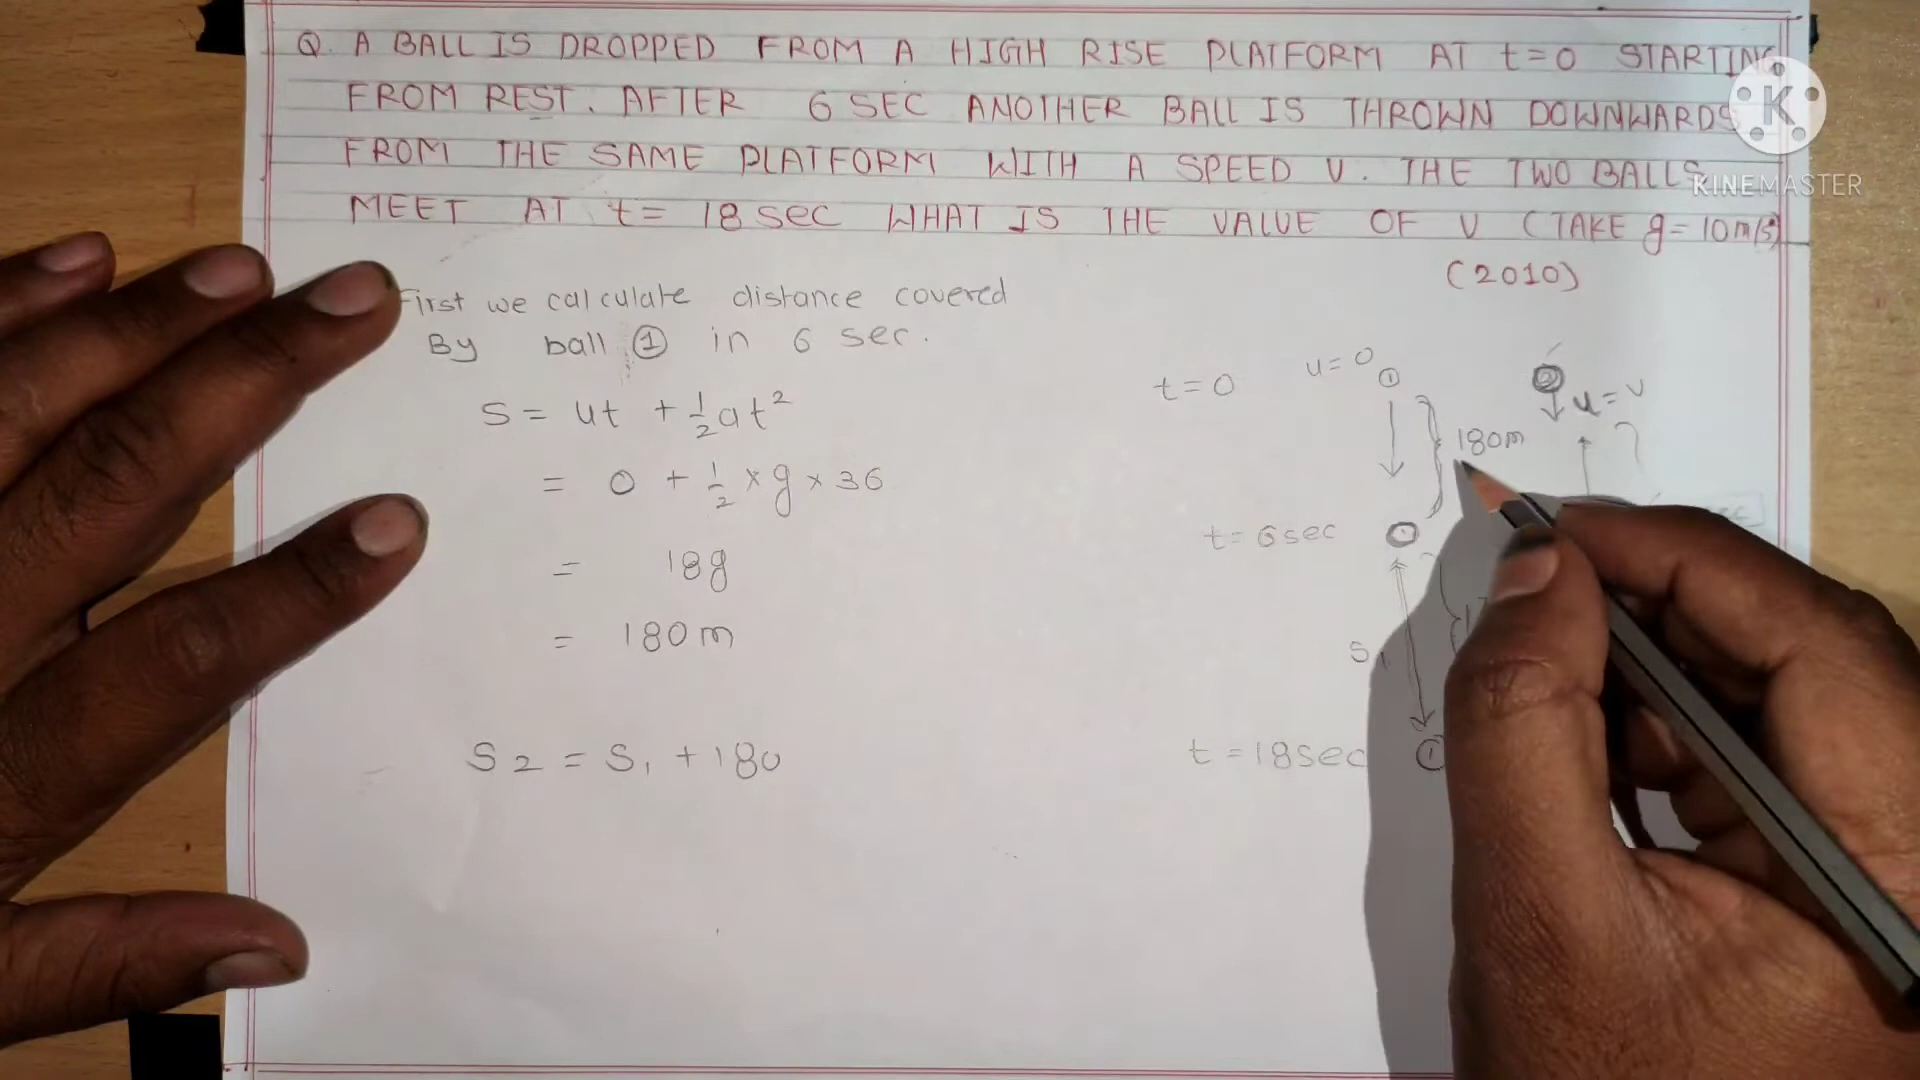 Q. A BALL IS DROPPED FROM A HIGH RISE PLATFORM AT t=0 STARTING
FROM REST. AFTER 6 SEC ANOTHER BALL IS THROWN DOWNWARDS
FROM THE SAME PLATFORM WITH A SPEED V. THE TWO BALLS
MEET AT t= 18 sec WHAT IS THE VALUE OF V (TAKE g=10m/s²)
(2010)
K
KINEMASTER
First we calculate distance covered
By ball ① in 6 sec.
S = ut + ½at²
= 0 + ½ × g × 36
= 18g
= 180 m
S₂ = S₁ + 180
t=0
u=0
①
②
u=v
180m
t=6sec
S₁
t=18sec
①